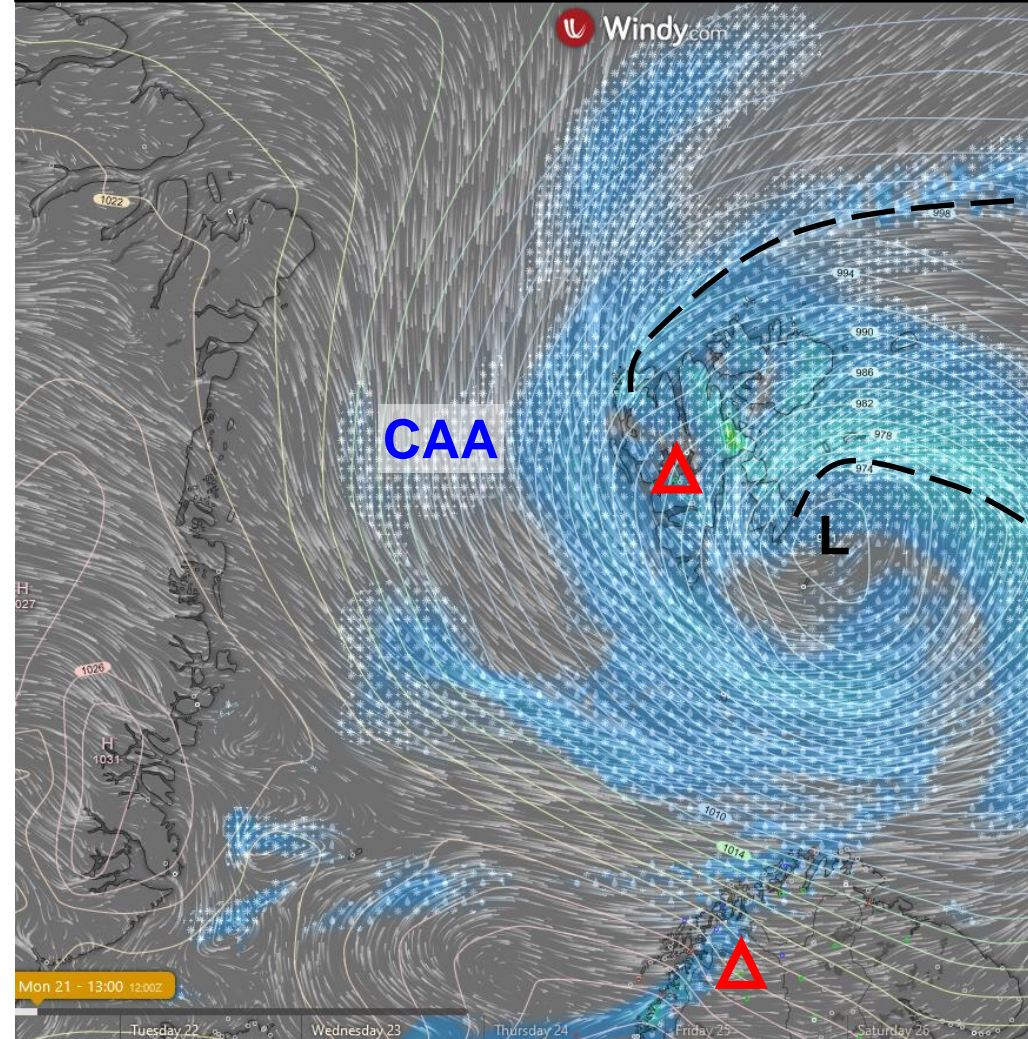 Windy.com
1022
998
994
990
986
982
978
CAA
974
L
H
1027
1026
H
1031
1010
1014
Mon 21 - 13:00 12:00Z
Tuesday 22
Wednesday 23
Thursday 24
Friday 25
Saturday 26